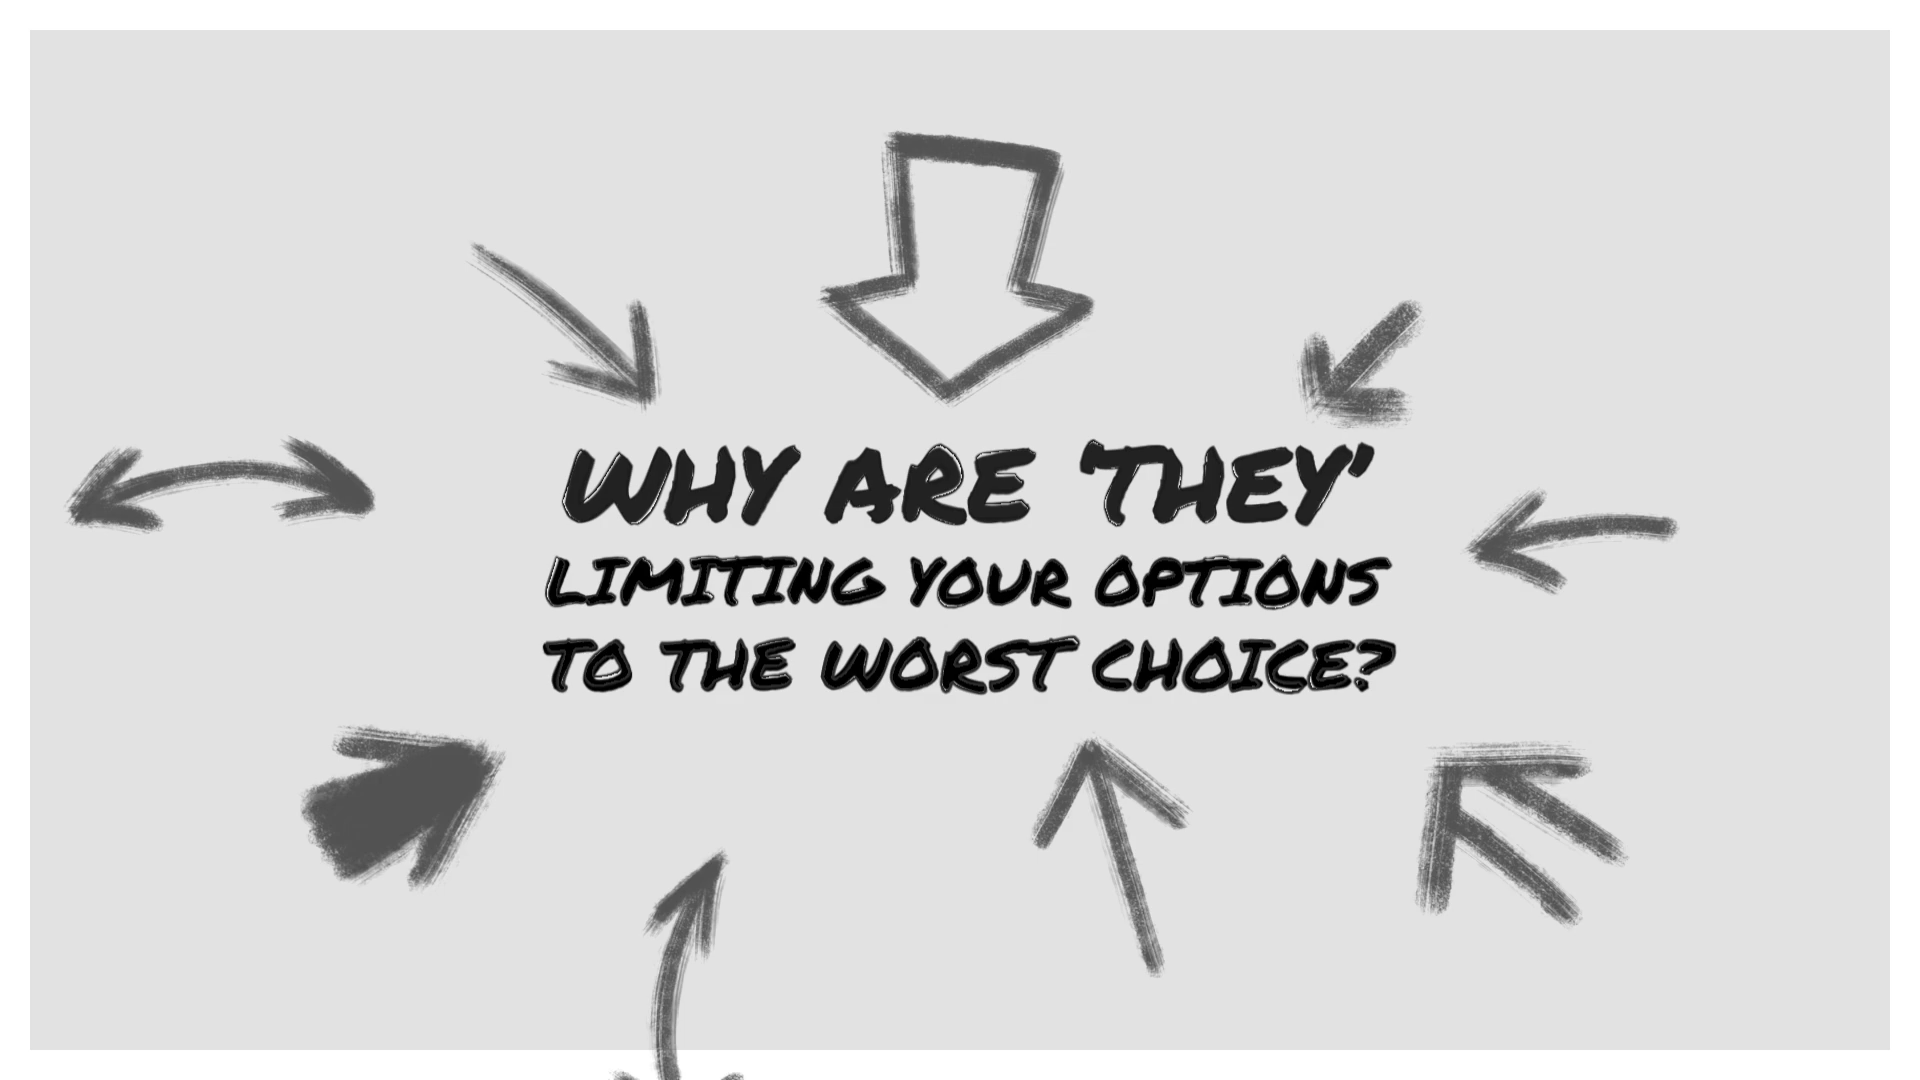 WHY ARE ‘THEY’
LIMITING YOUR OPTIONS
TO THE WORST CHOICE?